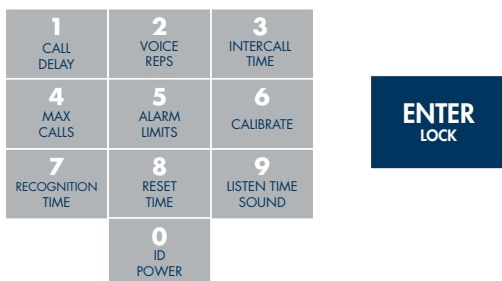 1
CALL
DELAY
2
VOICE
REPS
3
INTERCALL
TIME
4
MAX
CALLS
5
ALARM
LIMITS
6
CALIBRATE
ENTER
LOCK
7
RECOGNITION
TIME
8
RESET
TIME
9
LISTEN TIME
SOUND
0
ID
POWER